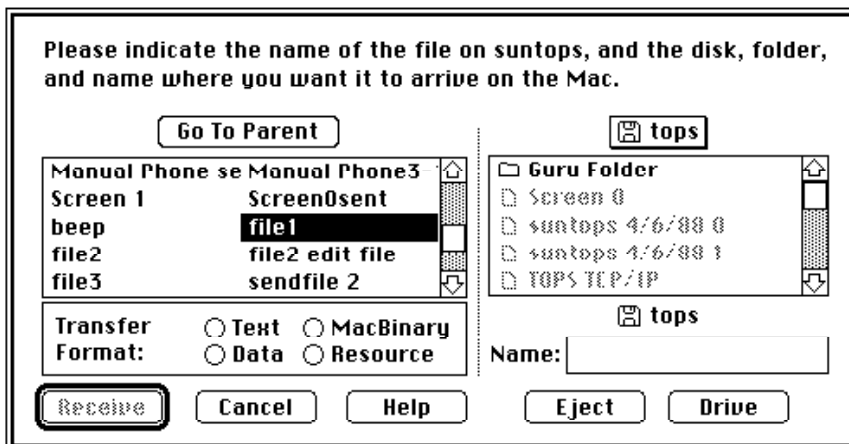 Please indicate the name of the file on suntops, and the disk, folder,
and name where you want it to arrive on the Mac.
Go To Parent
Manual Phone se Manual Phone3
Screen 1 Screen0sent
beep file1
file2 file2 edit file
file3 sendfile 2
Transfer Format:
Text MacBinary
Data Resource
tops
Guru Folder
Screen 0
suntops 4/6/88 0
suntops 4/6/88 1
TOPS TCP/IP
tops
Name:
Receive Cancel Help Eject Drive